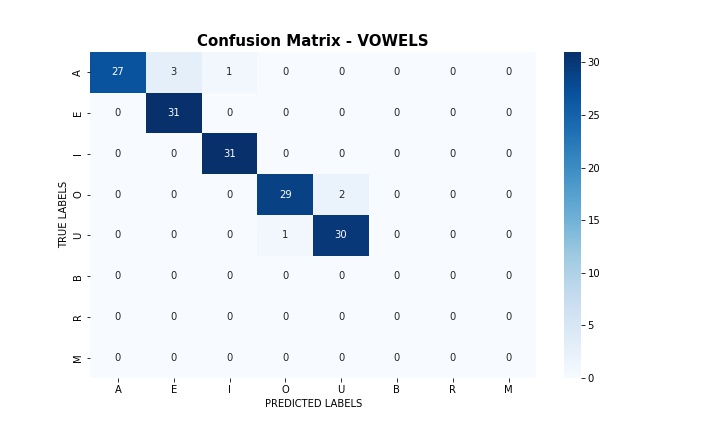 Confusion Matrix - VOWELS
A 27 3 1 0 0 0 0 0
E 0 31 0 0 0 0 0 0
I 0 0 31 0 0 0 0 0
O 0 0 0 29 2 0 0 0
U 0 0 0 1 30 0 0 0
B 0 0 0 0 0 0 0 0
R 0 0 0 0 0 0 0 0
M 0 0 0 0 0 0 0 0
A E I O U B R M
TRUE LABELS
PREDICTED LABELS
30
25
20
15
10
5
0